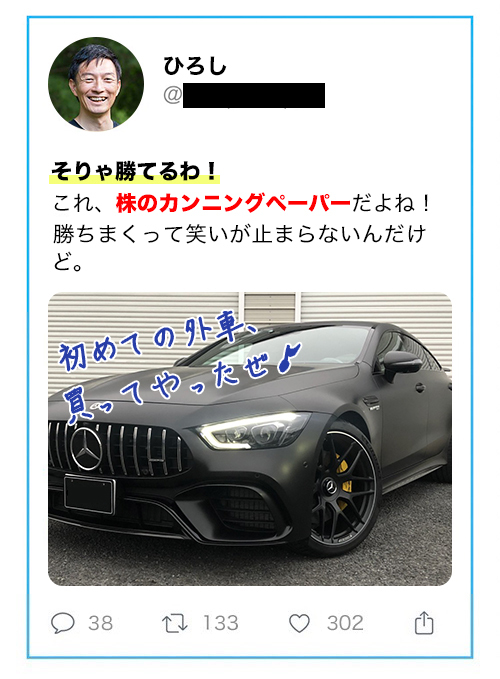 ひろし
@
そりゃ勝てるわ！
これ、株のカンニングペーパーだよね！
勝ちまくって笑いが止まらないんだけ
ど。
初めての外車、
買ってやったぜ♪
38 133 302